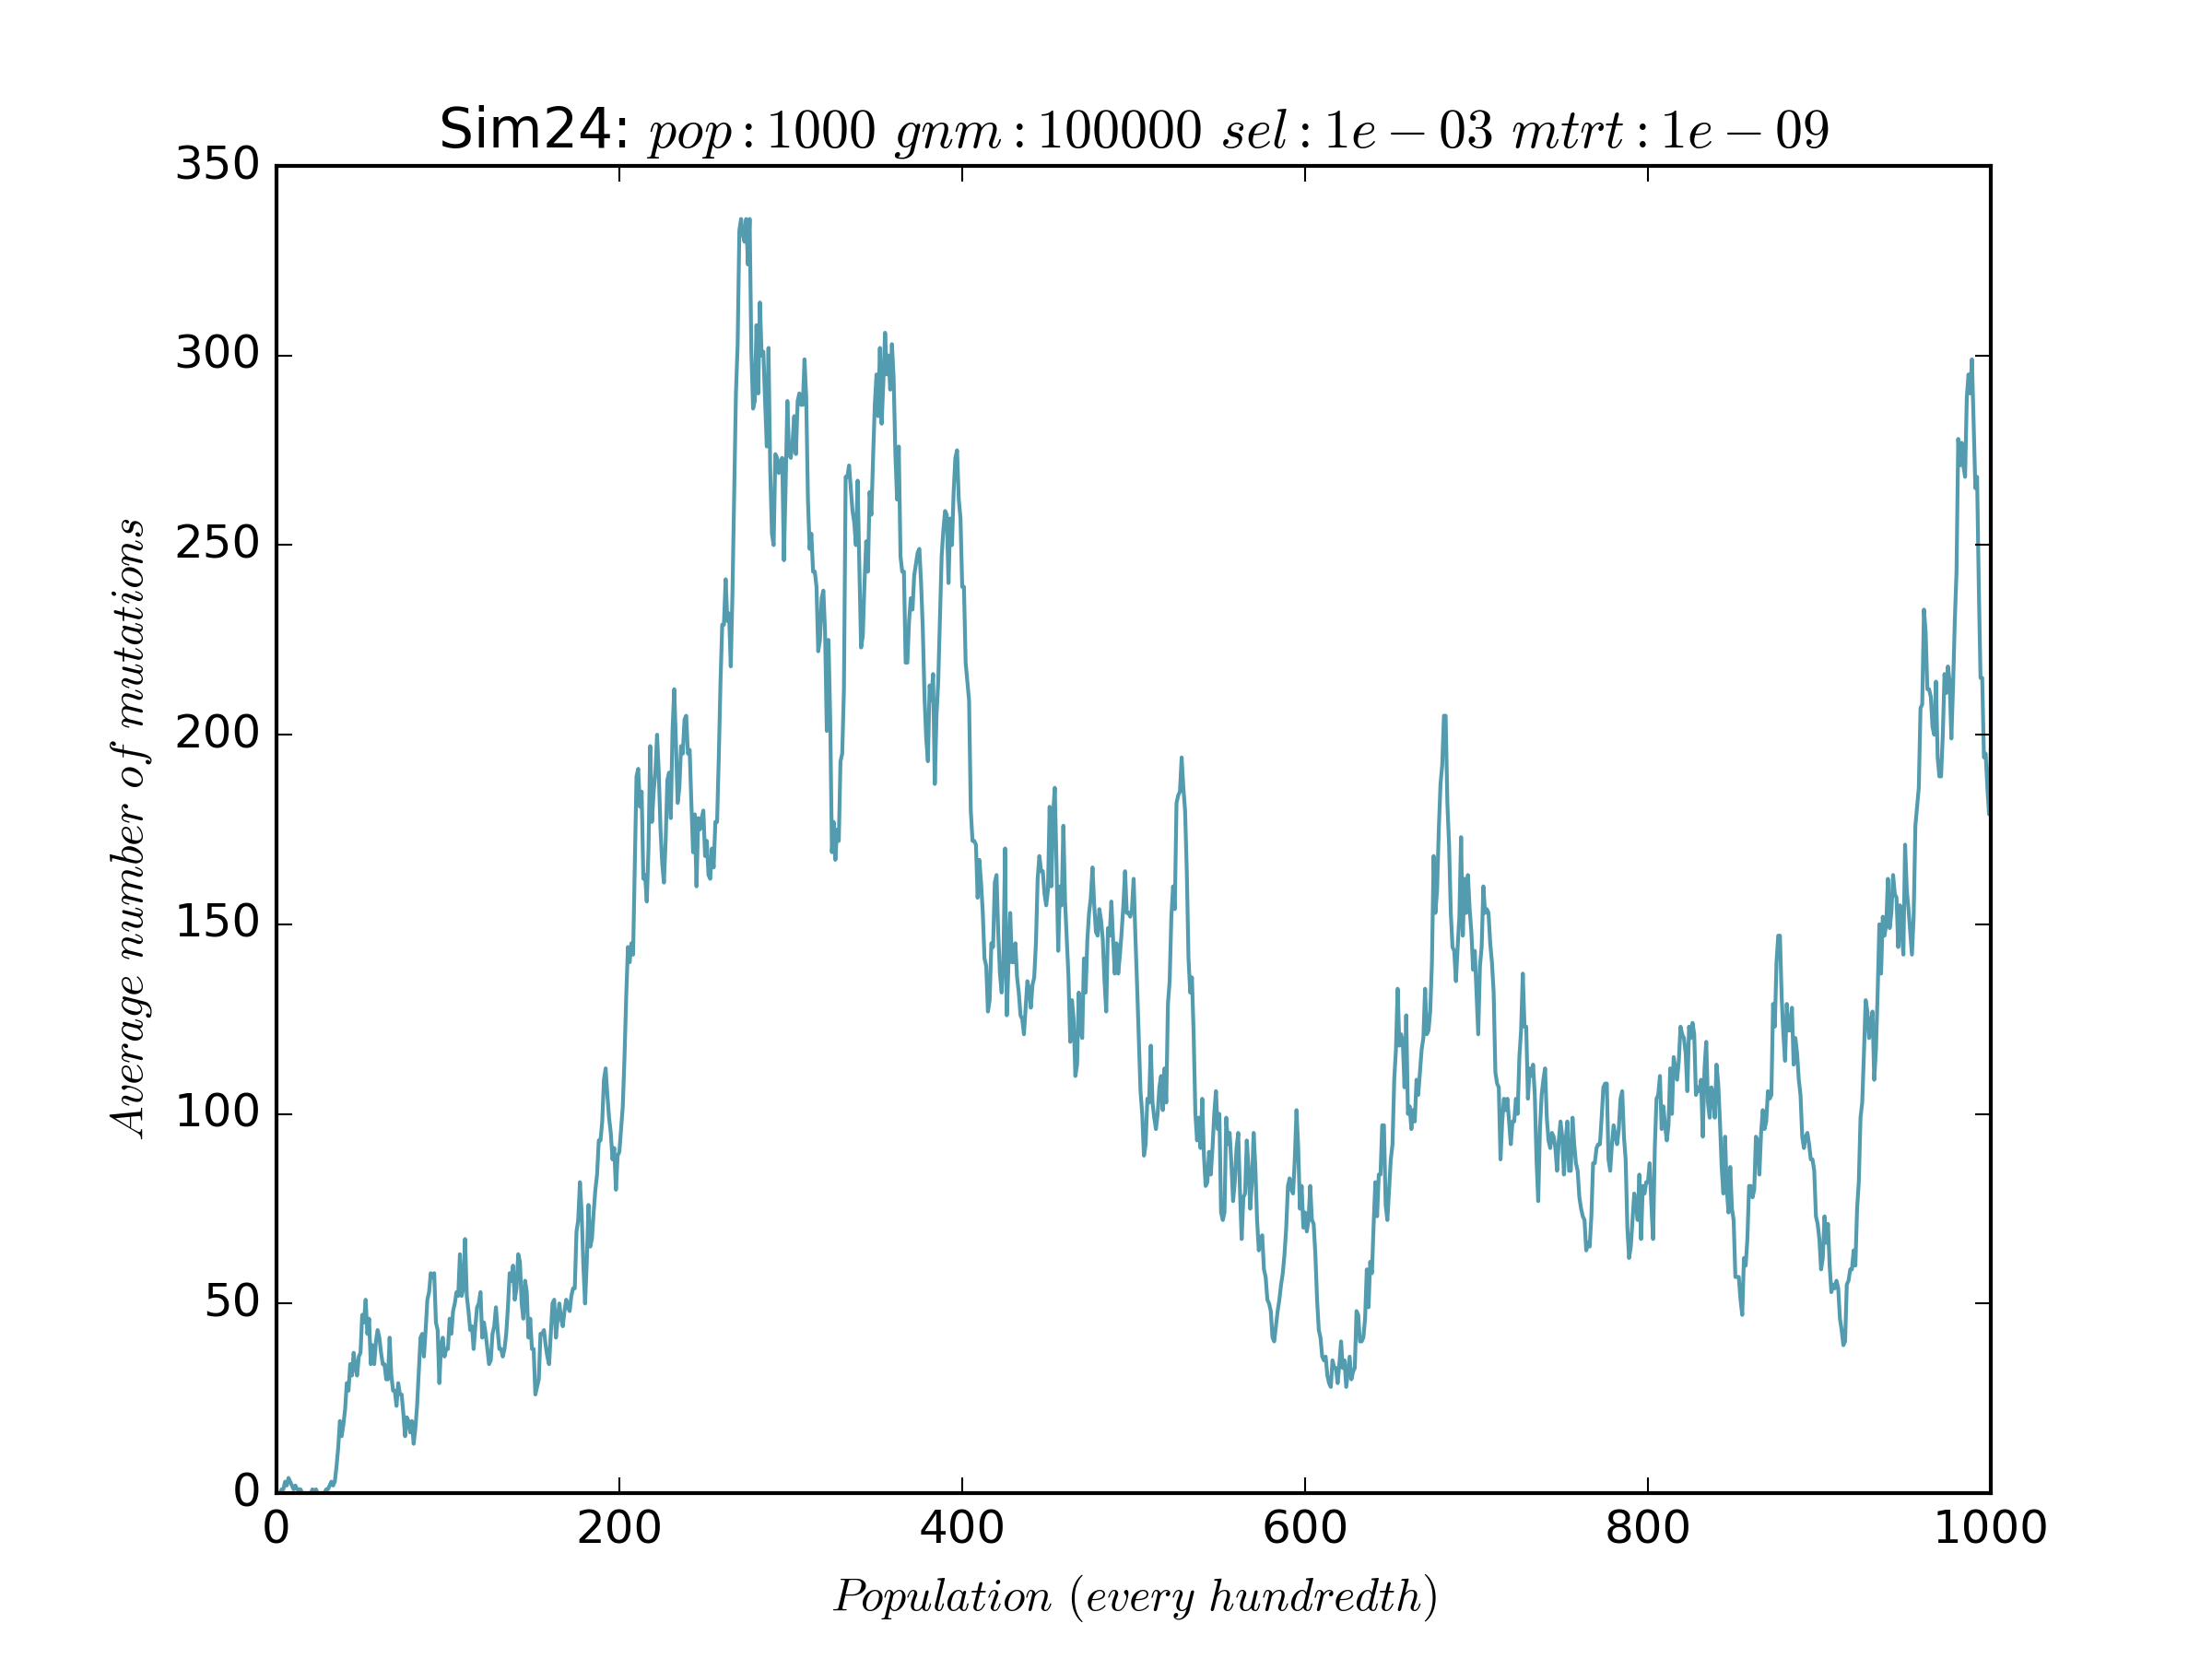 Sim24: pop : 1000 gnm : 100000 sel : 1e − 03 mtrt : 1e − 09
350
300
250
200
150
100
50
0
Average number of mutations
0 200 400 600 800 1000
Population (every hundredth)